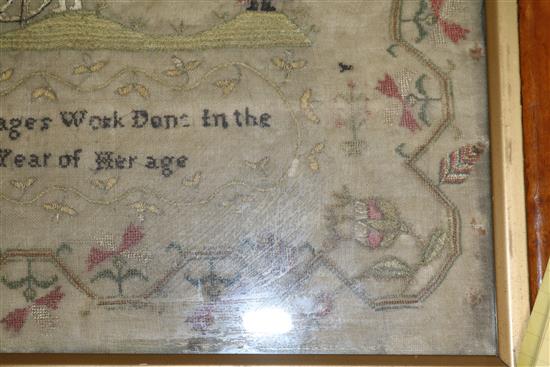 ages Work Done In the
Year of Her age